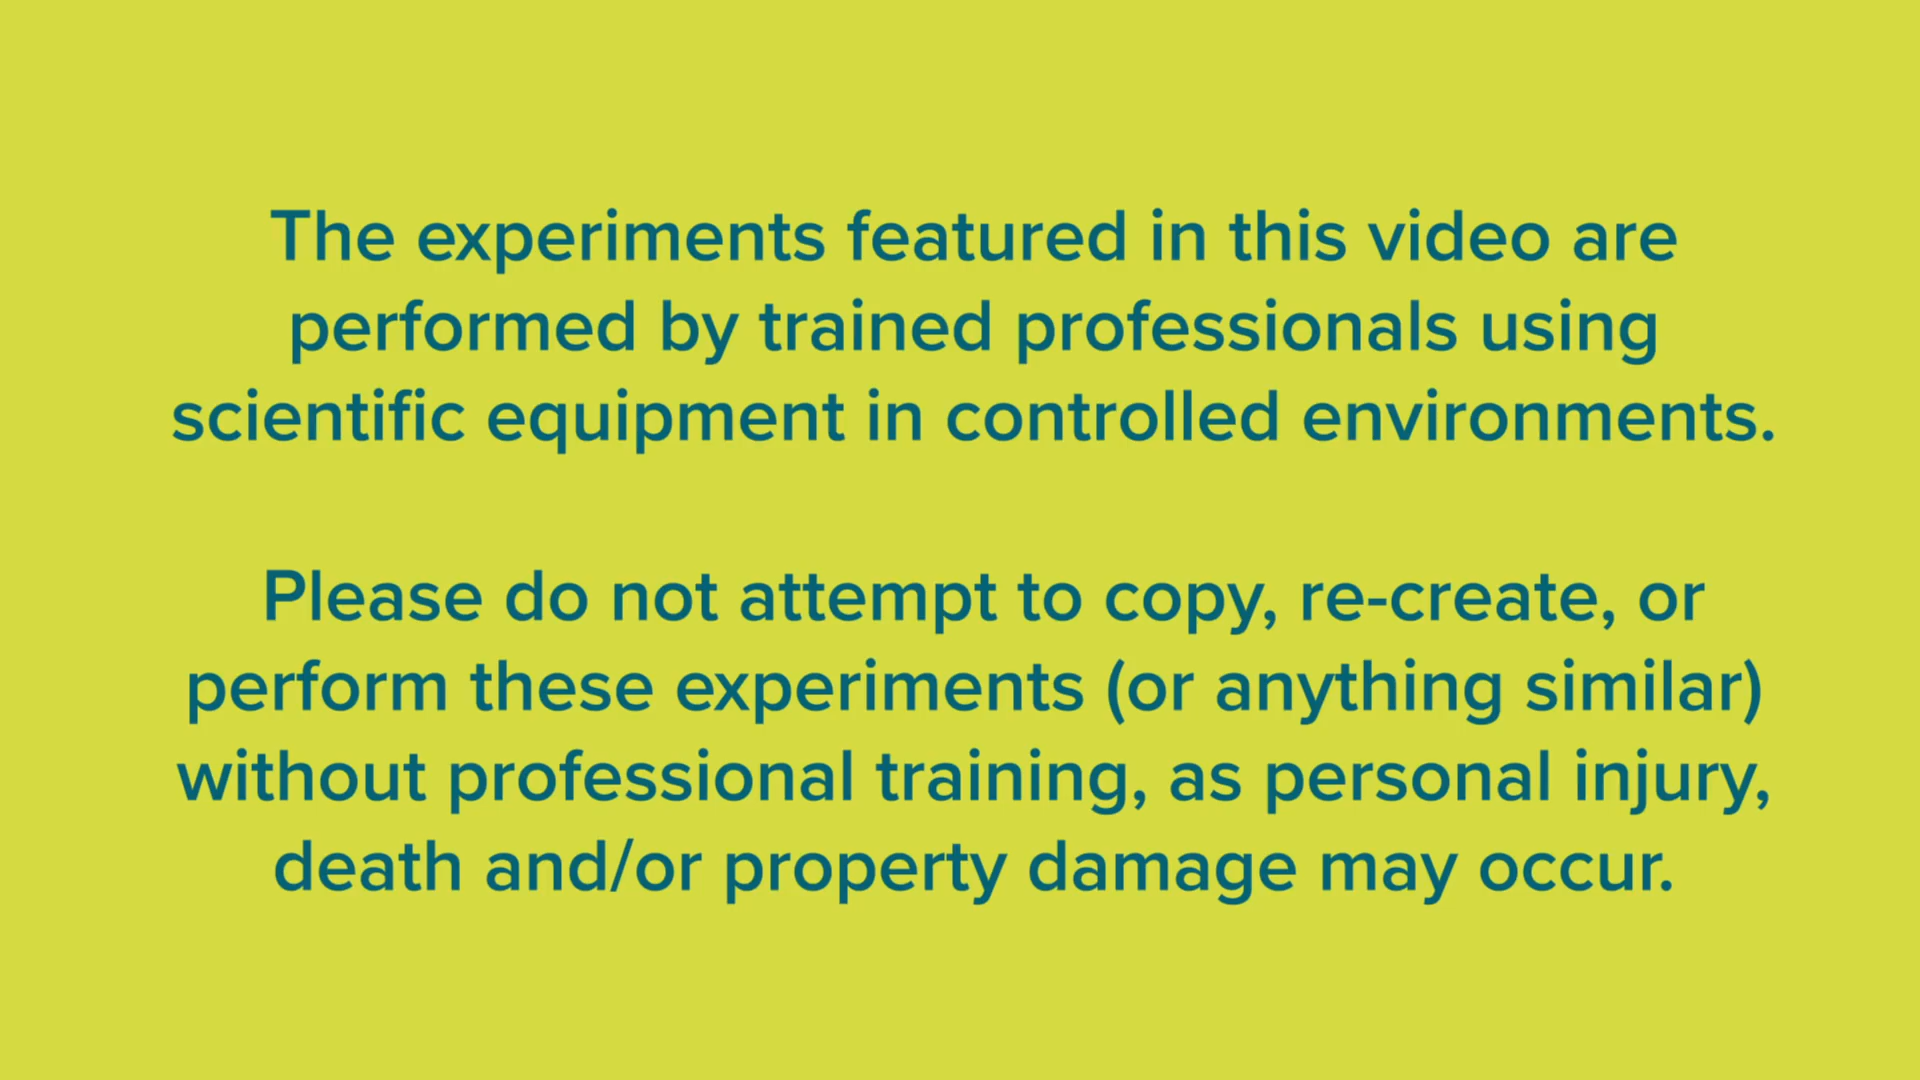 The experiments featured in this video are
performed by trained professionals using
scientific equipment in controlled environments.
Please do not attempt to copy, re-create, or
perform these experiments (or anything similar)
without professional training, as personal injury,
death and/or property damage may occur.